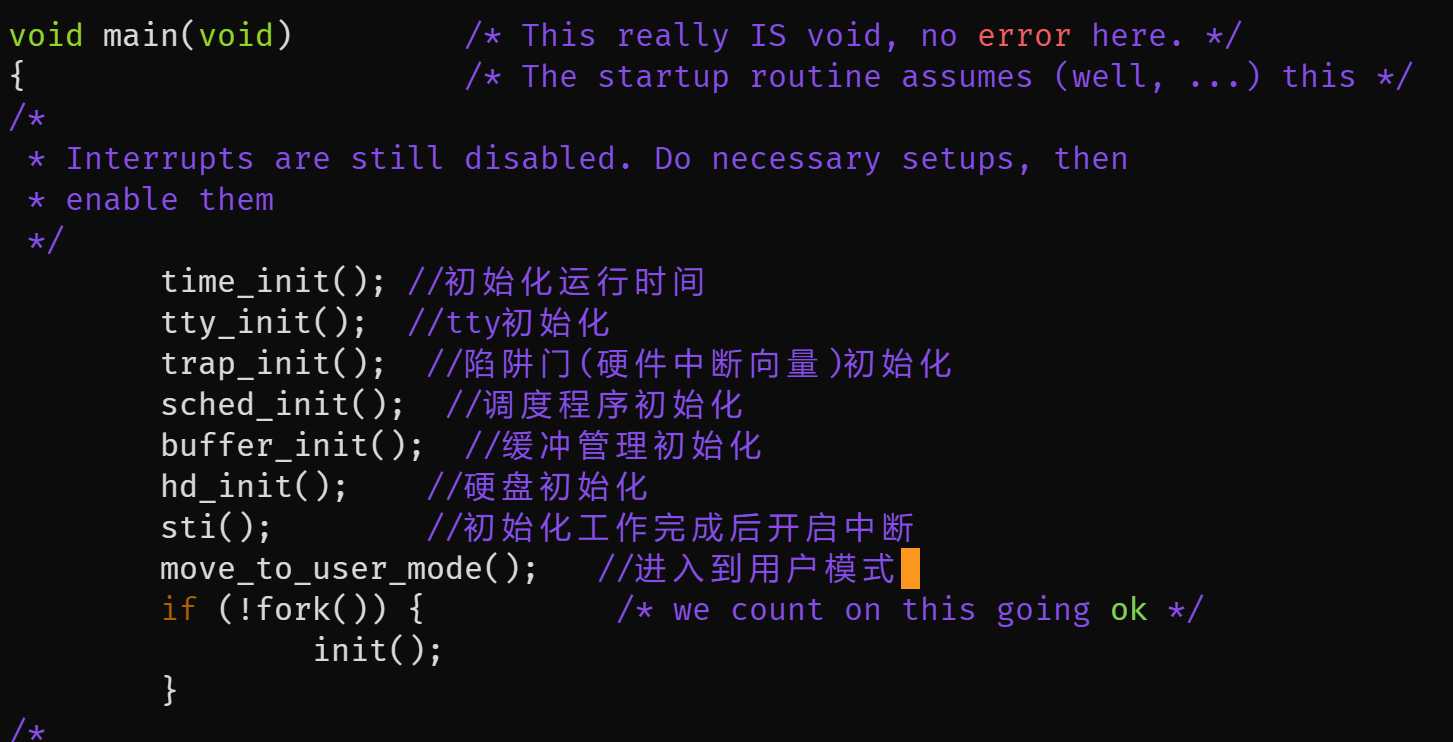 void main(void)         /* This really IS void, no error here. */
{                       /* The startup routine assumes (well, ...) this */
/*
 * Interrupts are still disabled. Do necessary setups, then
 * enable them
 */
        time_init(); //初始化运行时间
        tty_init();  //tty初始化
        trap_init();  //陷阱门(硬件中断向量)初始化
        sched_init();  //调度程序初始化
        buffer_init();  //缓冲管理初始化
        hd_init();    //硬盘初始化
        sti();        //初始化工作完成后开启中断
        move_to_user_mode();   //进入到用户模式
        if (!fork()) {          /* we count on this going ok */
                init();
        }
/*